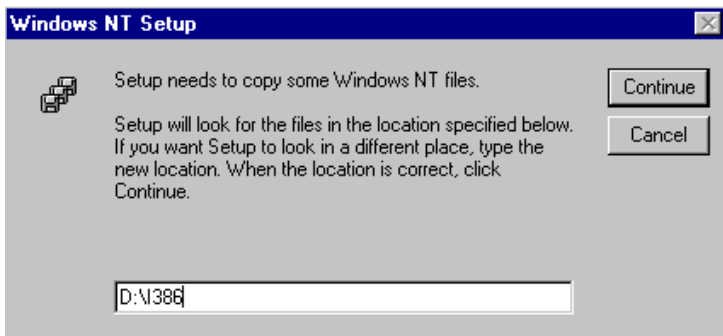 Windows NT Setup
Setup needs to copy some Windows NT files.
Continue
Setup will look for the files in the location specified below.
If you want Setup to look in a different place, type the
new location. When the location is correct, click
Continue.
Cancel
D:\I386